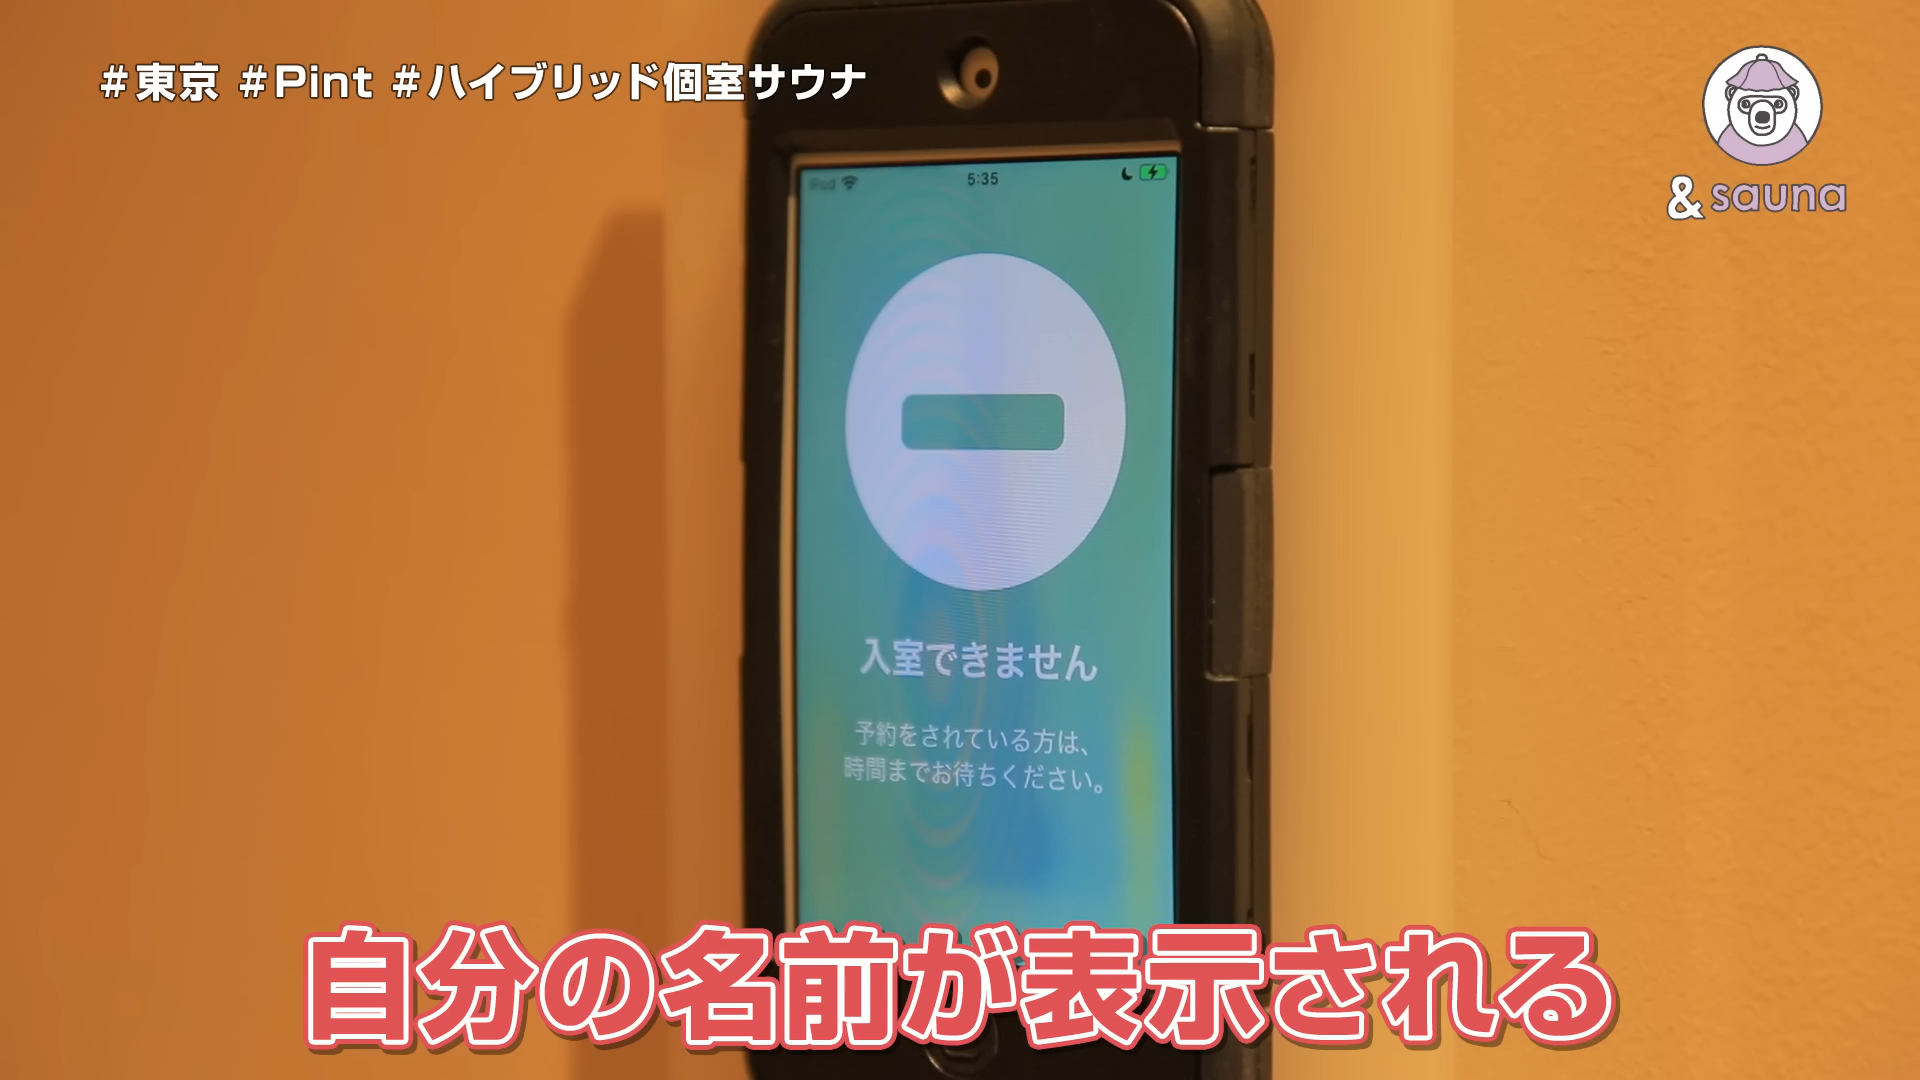 #東京 #Pint #ハイブリッド個室サウナ
& sauna
iPod 5:35
入室できません
予約をされている方は、
時間までお待ちください。
自分の名前が表示される